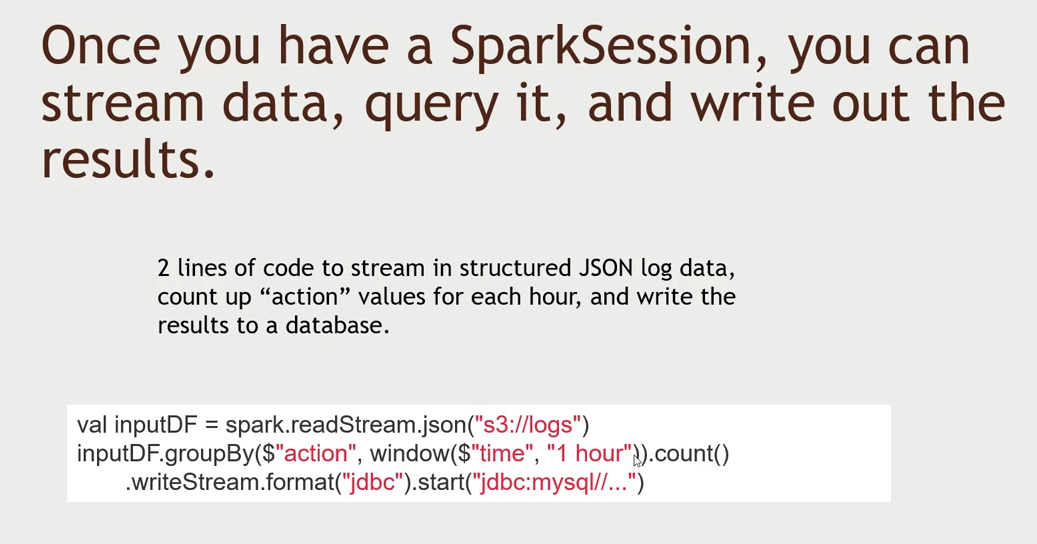 Once you have a SparkSession, you can
stream data, query it, and write out the
results.
2 lines of code to stream in structured JSON log data,
count up “action” values for each hour, and write the
results to a database.
val inputDF = spark.readStream.json("s3://logs")
inputDF.groupBy($"action", window($"time", "1 hour")).count()
.writeStream.format("jdbc").start("jdbc:mysql//...")